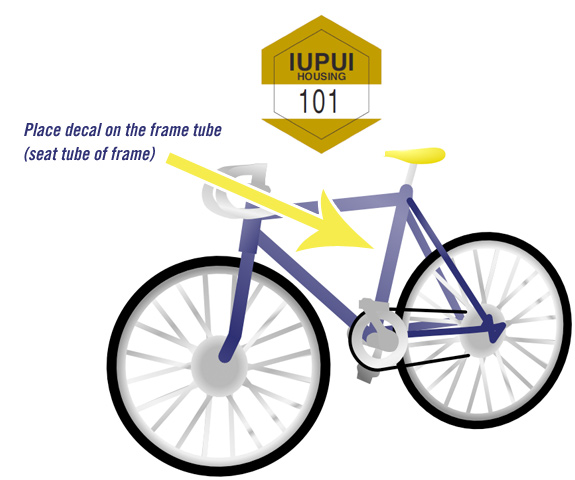 IUPUI
HOUSING
101
Place decal on the frame tube
(seat tube of frame)